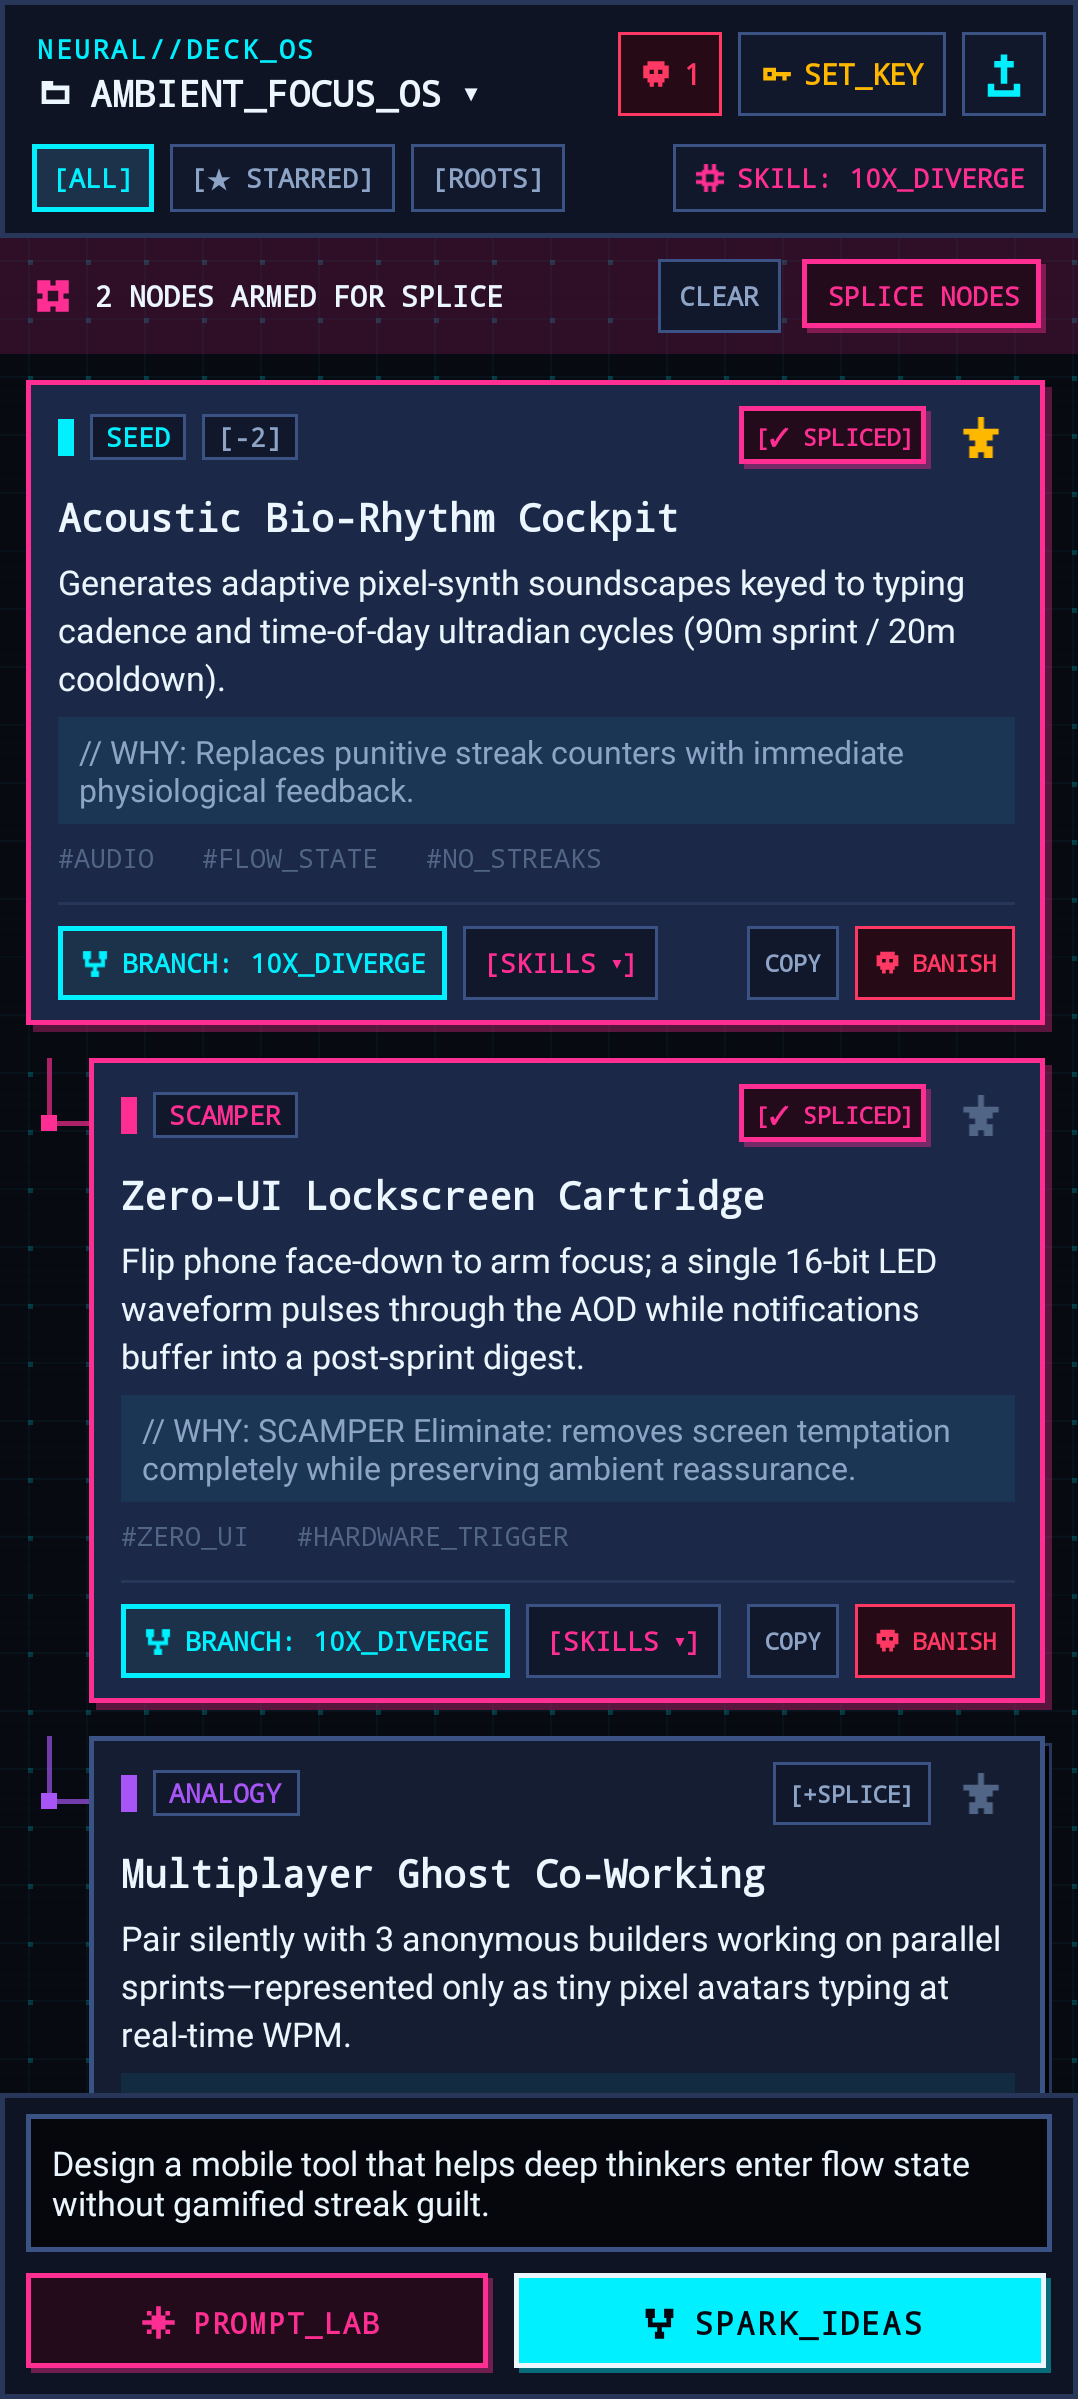 NEURAL//DECK_OS
AMBIENT_FOCUS_OS ▼
1
SET_KEY
[ALL]
[★ STARRED]
[ROOTS]
SKILL: 10X_DIVERGE
2 NODES ARMED FOR SPLICE
CLEAR
SPLICE NODES
SEED
[-2]
[✓ SPLICED]
Acoustic Bio-Rhythm Cockpit
Generates adaptive pixel-synth soundscapes keyed to typing
cadence and time-of-day ultradian cycles (90m sprint / 20m
cooldown).
// WHY: Replaces punitive streak counters with immediate
physiological feedback.
#AUDIO #FLOW_STATE #NO_STREAKS
BRANCH: 10X_DIVERGE
[SKILLS ▾]
COPY
BANISH
SCAMPER
[✓ SPLICED]
Zero-UI Lockscreen Cartridge
Flip phone face-down to arm focus; a single 16-bit LED
waveform pulses through the AOD while notifications
buffer into a post-sprint digest.
// WHY: SCAMPER Eliminate: removes screen temptation
completely while preserving ambient reassurance.
#ZERO_UI #HARDWARE_TRIGGER
BRANCH: 10X_DIVERGE
[SKILLS ▾]
COPY
BANISH
ANALOGY
[+SPLICE]
Multiplayer Ghost Co-Working
Pair silently with 3 anonymous builders working on parallel
sprints—represented only as tiny pixel avatars typing at
real-time WPM.
Design a mobile tool that helps deep thinkers enter flow state
without gamified streak guilt.
PROMPT_LAB
SPARK_IDEAS